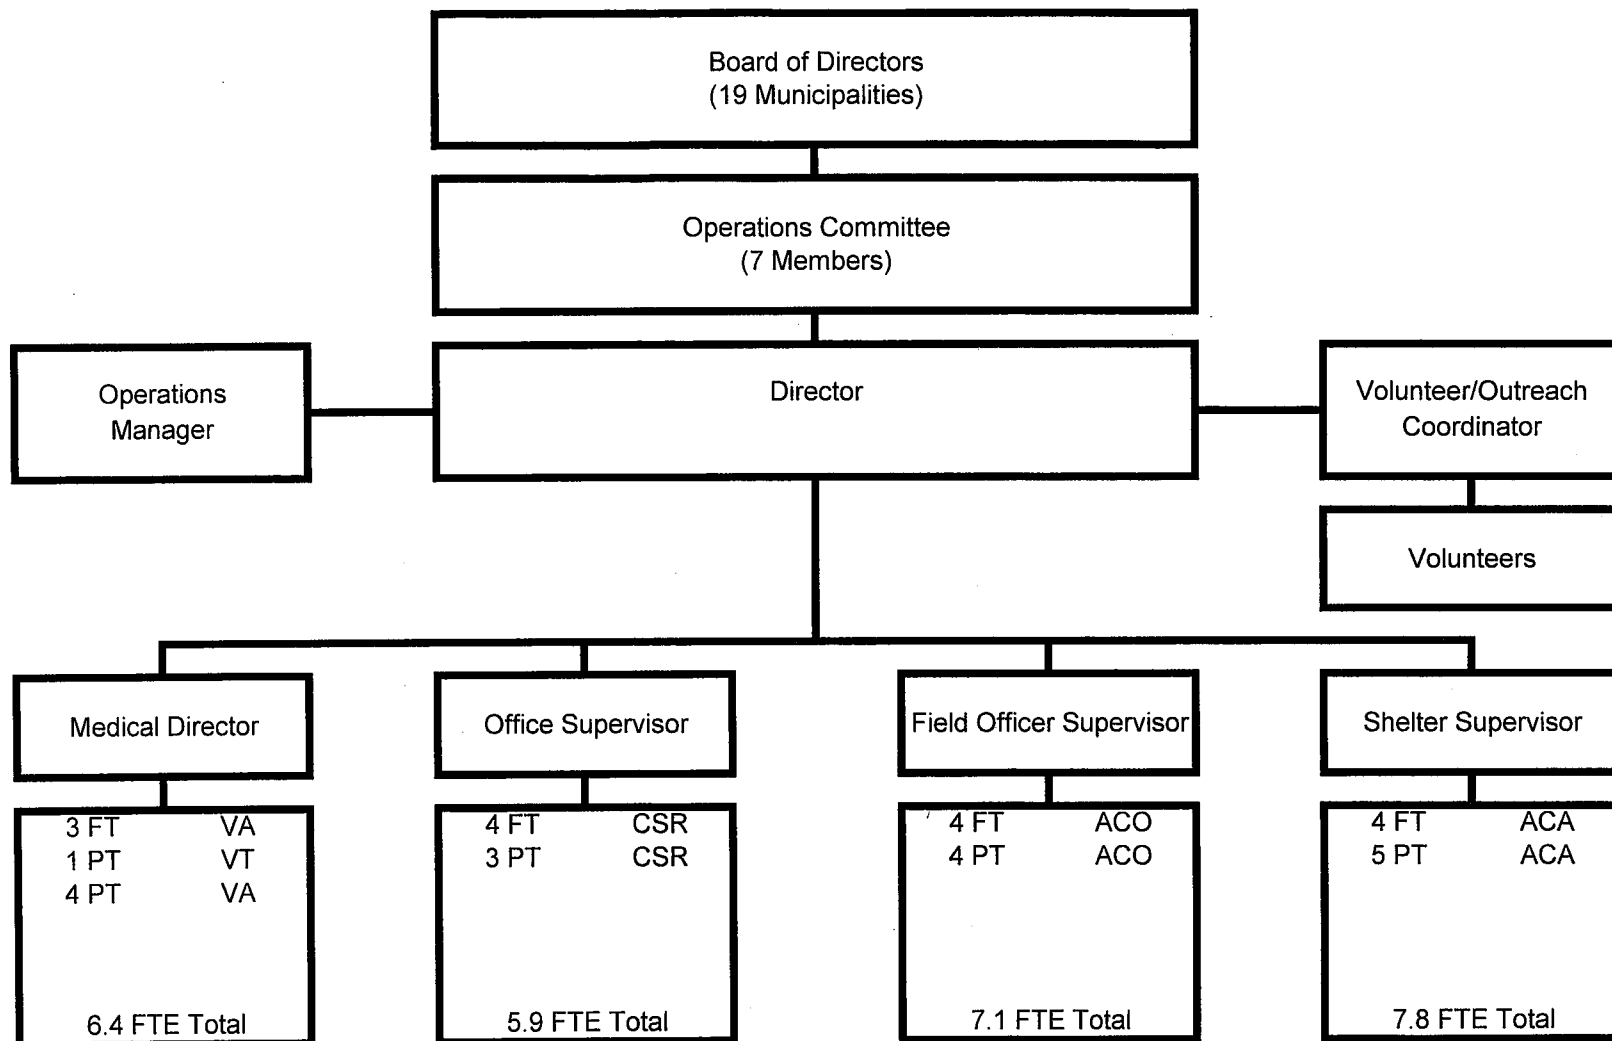 Board of Directors
(19 Municipalities)
Operations Committee
(7 Members)
Operations
Manager
Director
Volunteer/Outreach
Coordinator
Volunteers
Medical Director
Office Supervisor
Field Officer Supervisor
Shelter Supervisor
3 FT VA
1 PT VT
4 PT VA
6.4 FTE Total
4 FT CSR
3 PT CSR
5.9 FTE Total
4 FT ACO
4 PT ACO
7.1 FTE Total
4 FT ACA
5 PT ACA
7.8 FTE Total